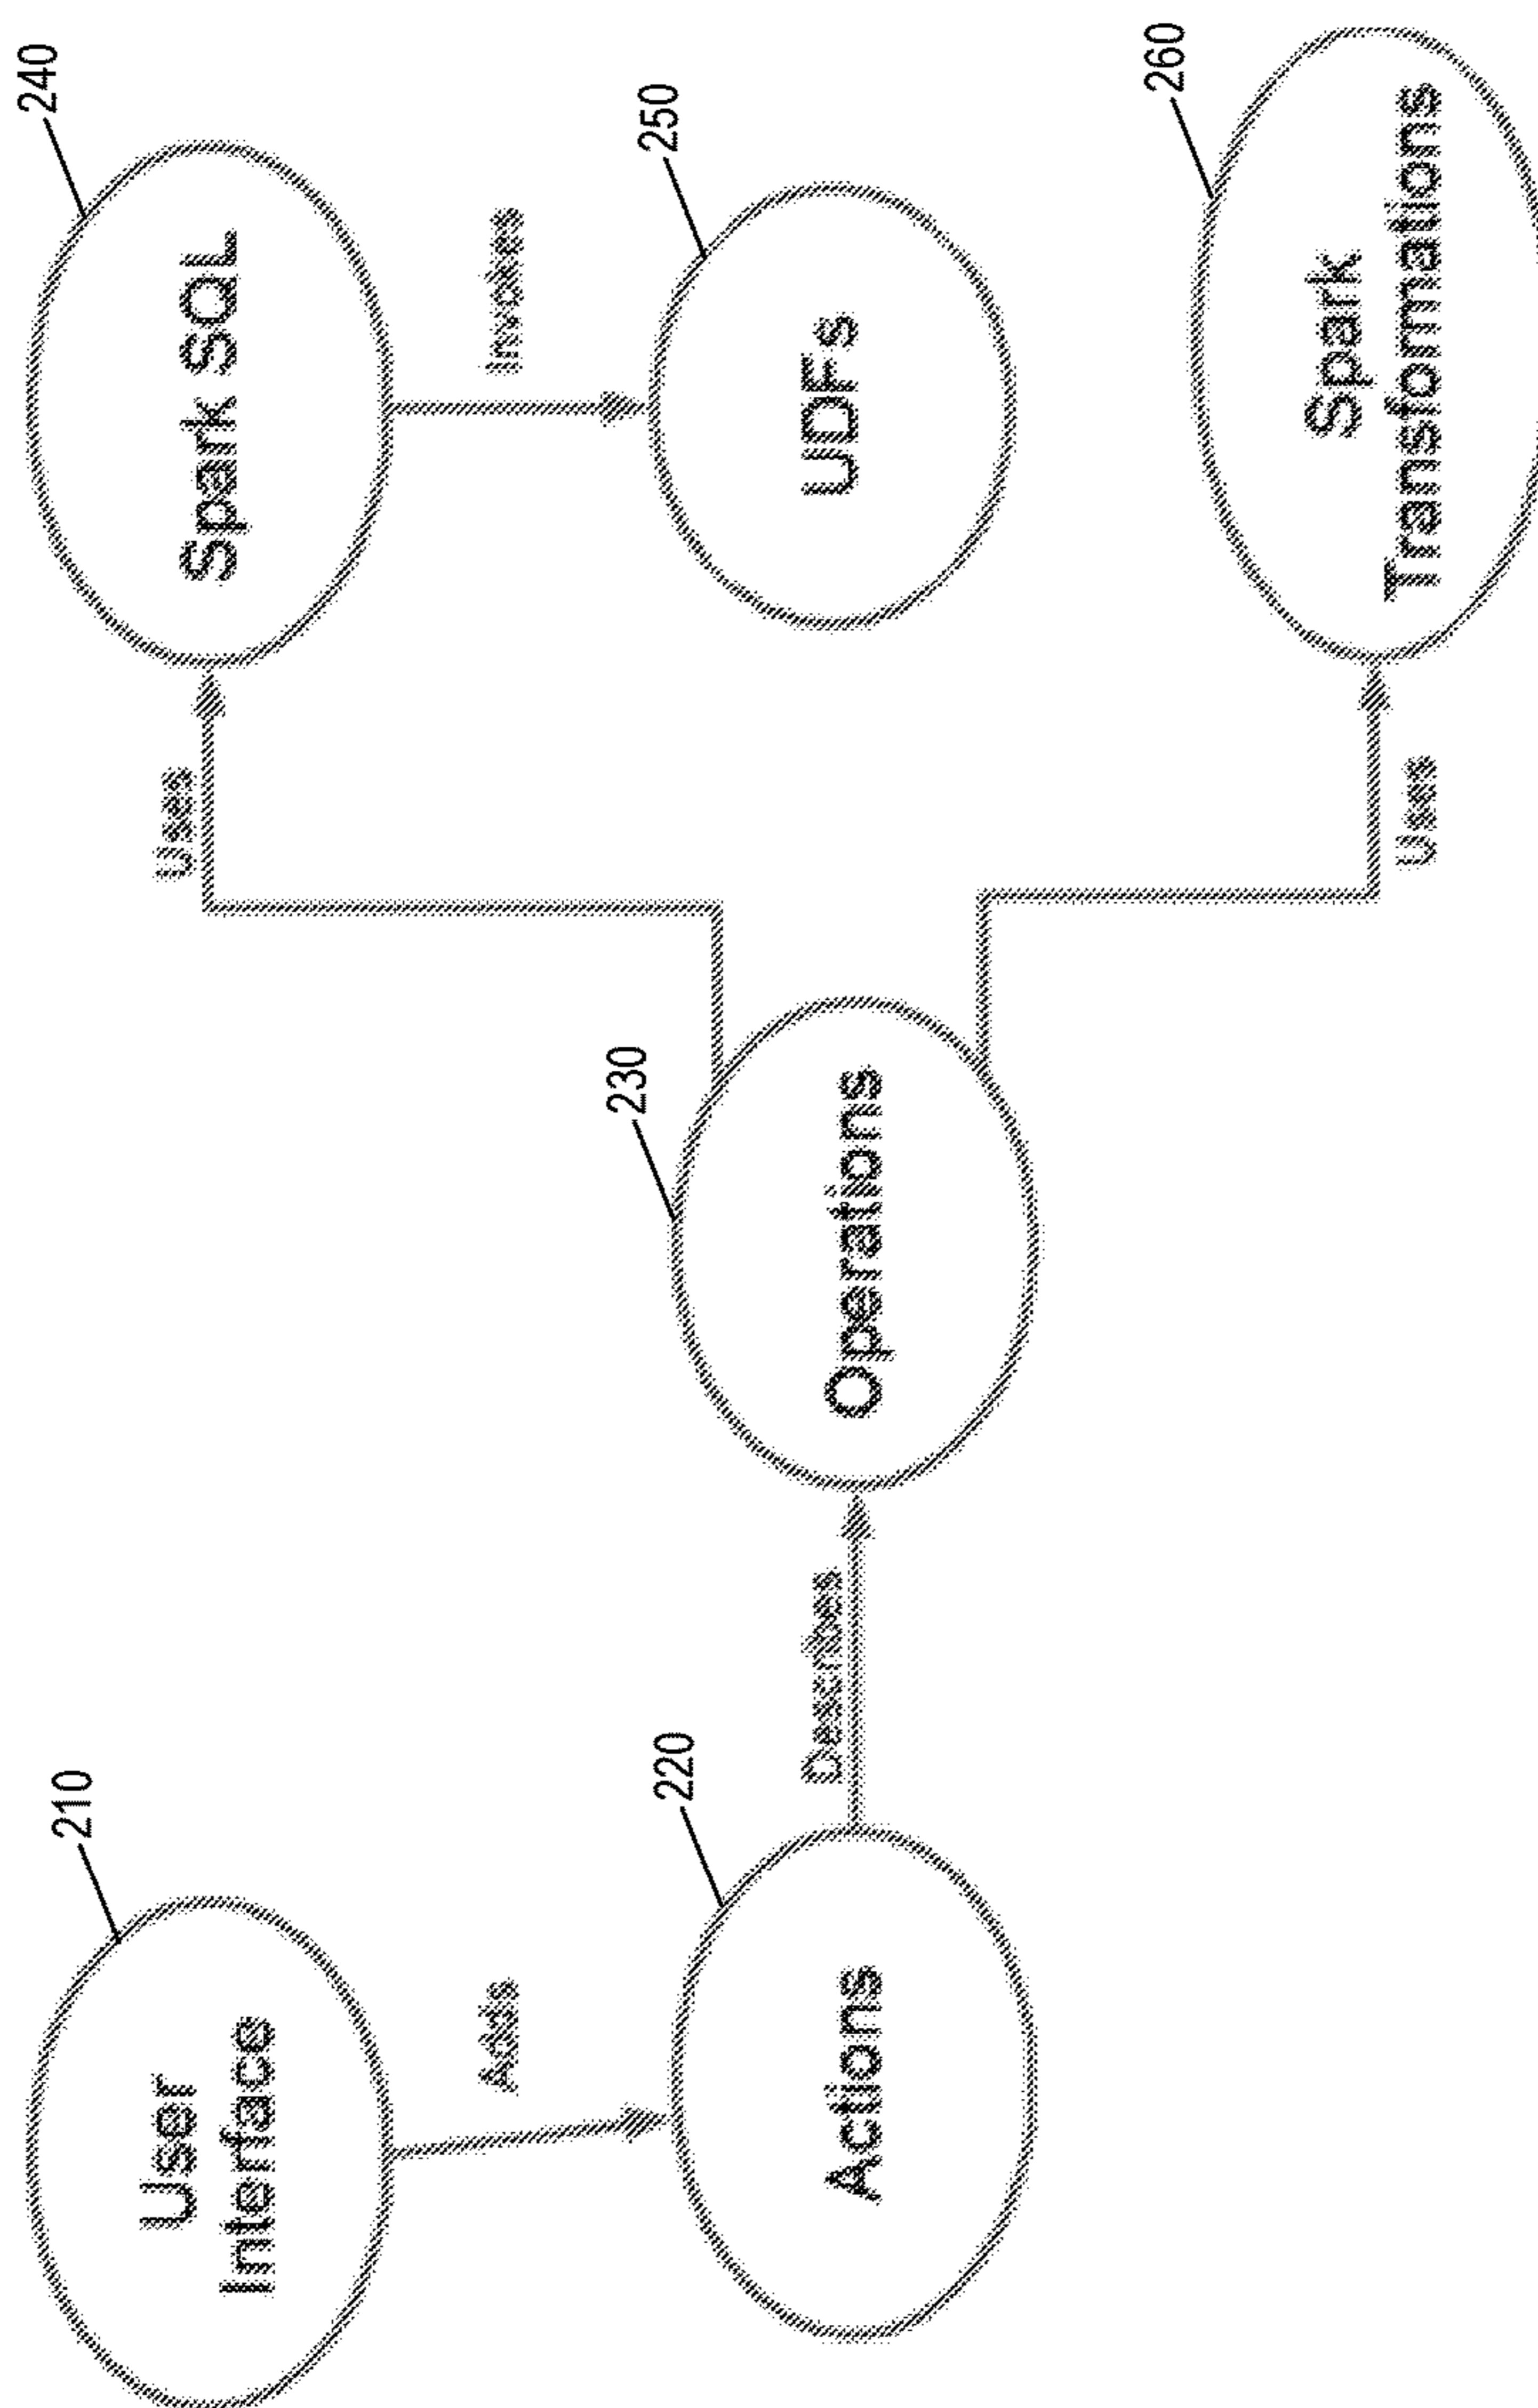 210
User
Interface
Adds
220
Actions
Describes
230
Operations
Uses
240
Spark SQL
Invokes
250
UDFs
Uses
260
Spark
Transformations